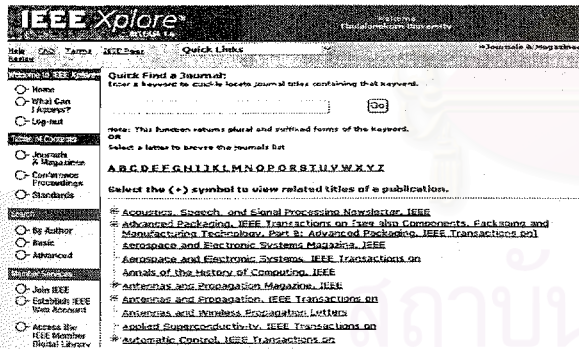 IEEE Xplore®
RELEASE 1.6
Welcome
Chulalongkorn University
Help FAQ Terms IEEE Peer Review
Quick Links
»Journals & Magazines
Welcome to IEEE Xplore
Home
What Can I Access?
Log-out
Tables of Contents
Journals & Magazines
Conference Proceedings
Standards
Search
By Author
Basic
Advanced
Member Services
Join IEEE
Establish IEEE Web Account
Access the IEEE Member Digital Library
Quick Find a Journal:
Enter a keyword to quickly locate journal titles containing that keyword.
Go
Note: This function returns plural and suffixed forms of the keyword.
OR
Select a letter to browse the journals list
A B C D E F G H I J K L M N O P Q R S T U V W X Y Z
Select the (+) symbol to view related titles of a publication.
Acoustics, Speech, and Signal Processing Newsletter, IEEE
Advanced Packaging, IEEE Transactions on [see also Components, Packaging and
Manufacturing Technology, Part B: Advanced Packaging, IEEE Transactions on]
Aerospace and Electronic Systems Magazine, IEEE
Aerospace and Electronic Systems, IEEE Transactions on
Annals of the History of Computing, IEEE
Antennas and Propagation Magazine, IEEE
Antennas and Propagation, IEEE Transactions on
Antennas and Wireless Propagation Letters
Applied Superconductivity, IEEE Transactions on
Automatic Control, IEEE Transactions on
สถาบัน